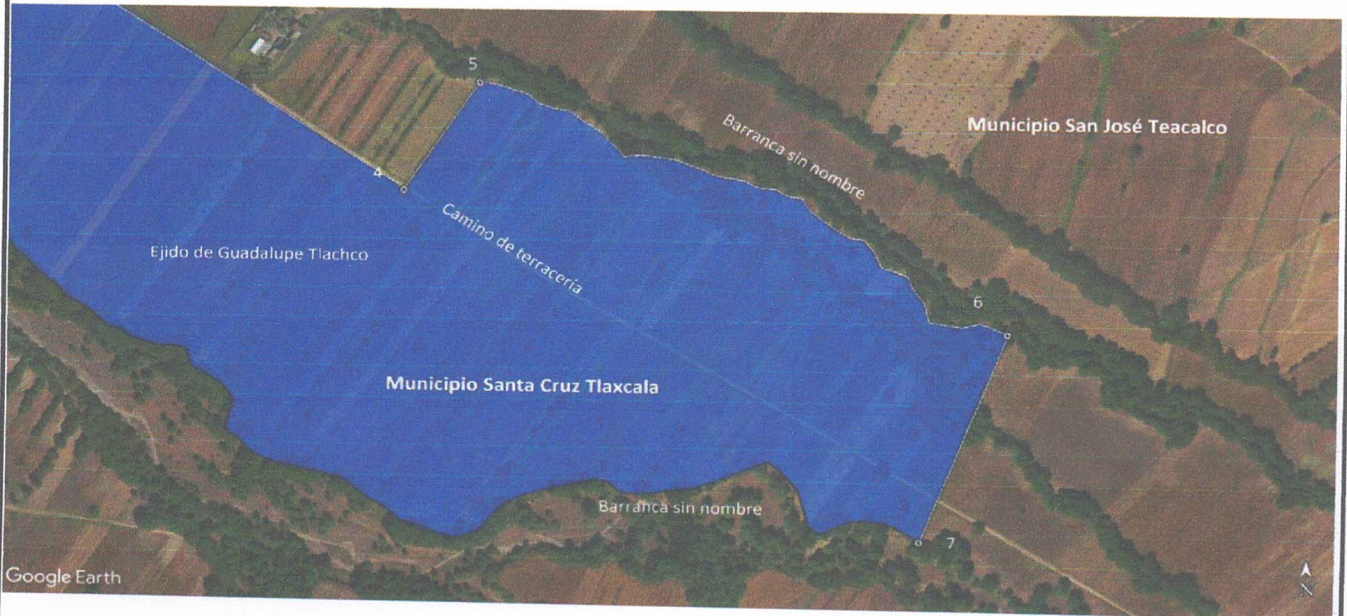 5
Barranca sin nombre
Municipio San José Teacalco
4
Camino de terracería
Ejido de Guadalupe Tlachco
6
Municipio Santa Cruz Tlaxcala
Barranca sin nombre
7
Google Earth
N